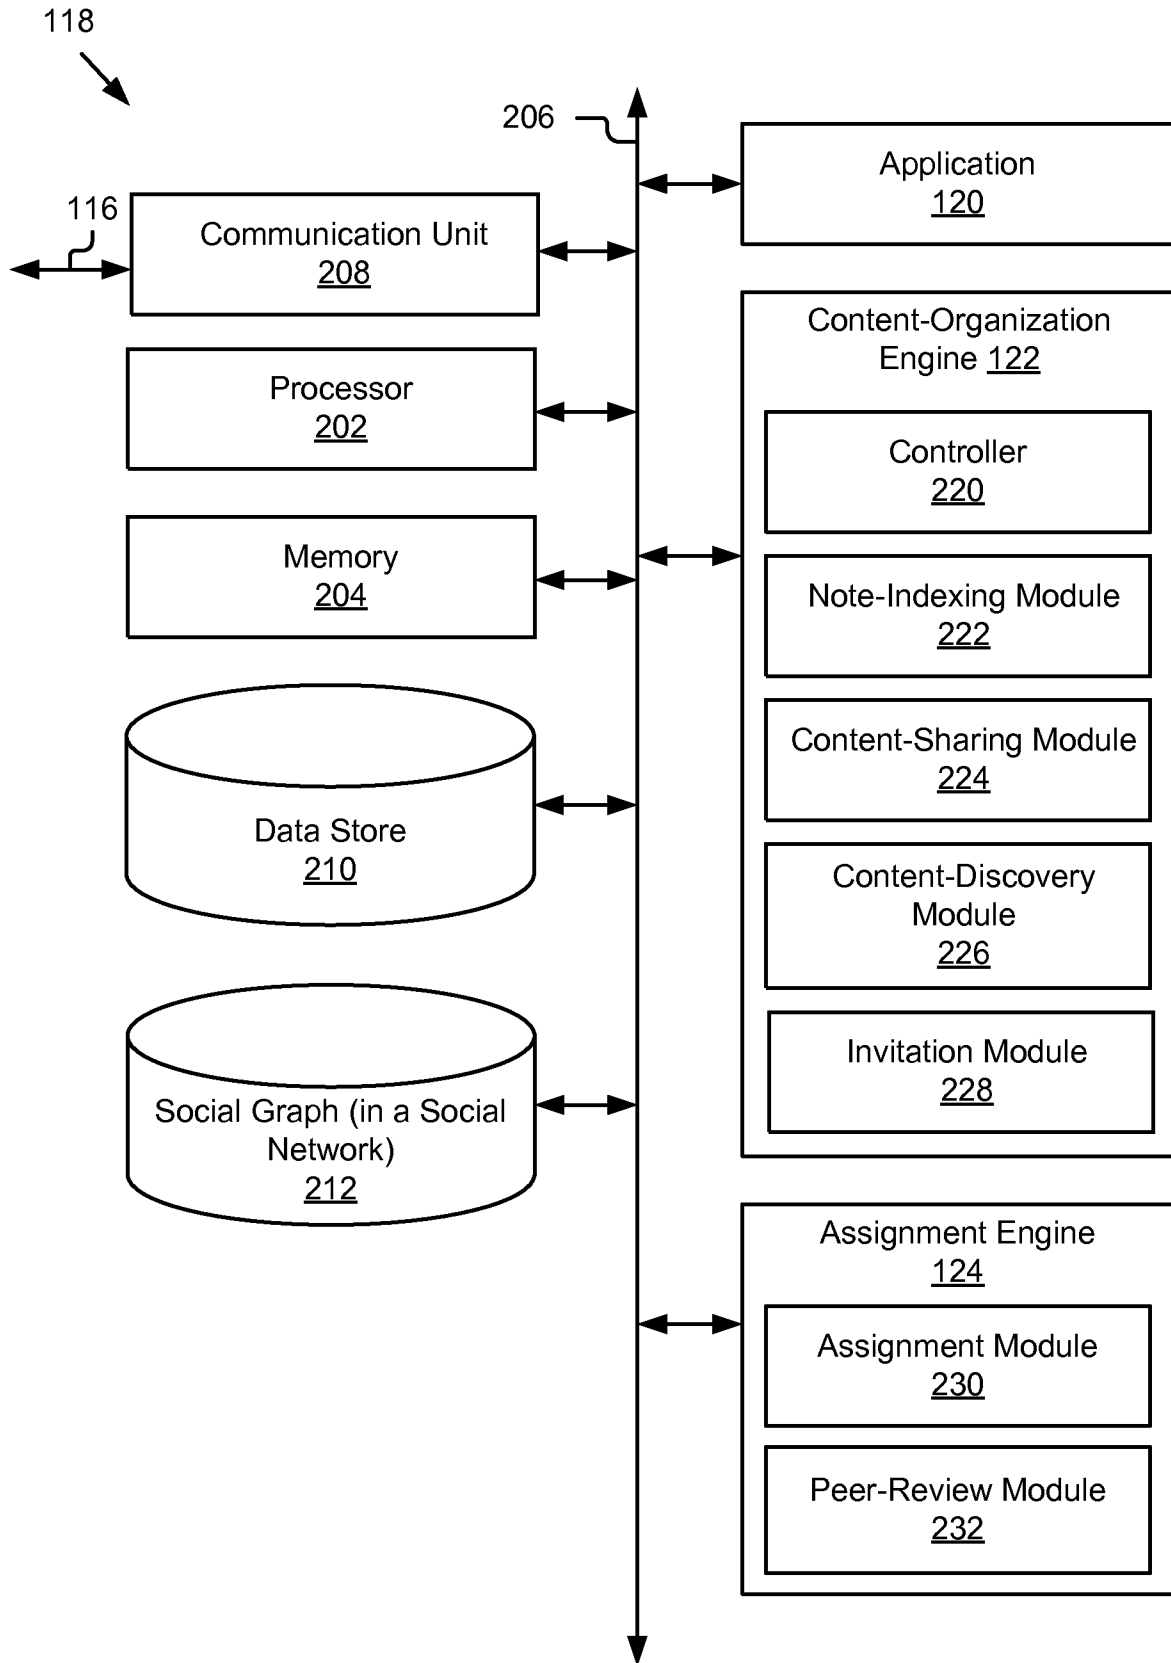 118
206
116
Communication Unit
208
Processor
202
Memory
204
Data Store
210
Social Graph (in a Social
Network)
212
Application
120
Content-Organization
Engine 122
Controller
220
Note-Indexing Module
222
Content-Sharing Module
224
Content-Discovery
Module
226
Invitation Module
228
Assignment Engine
124
Assignment Module
230
Peer-Review Module
232